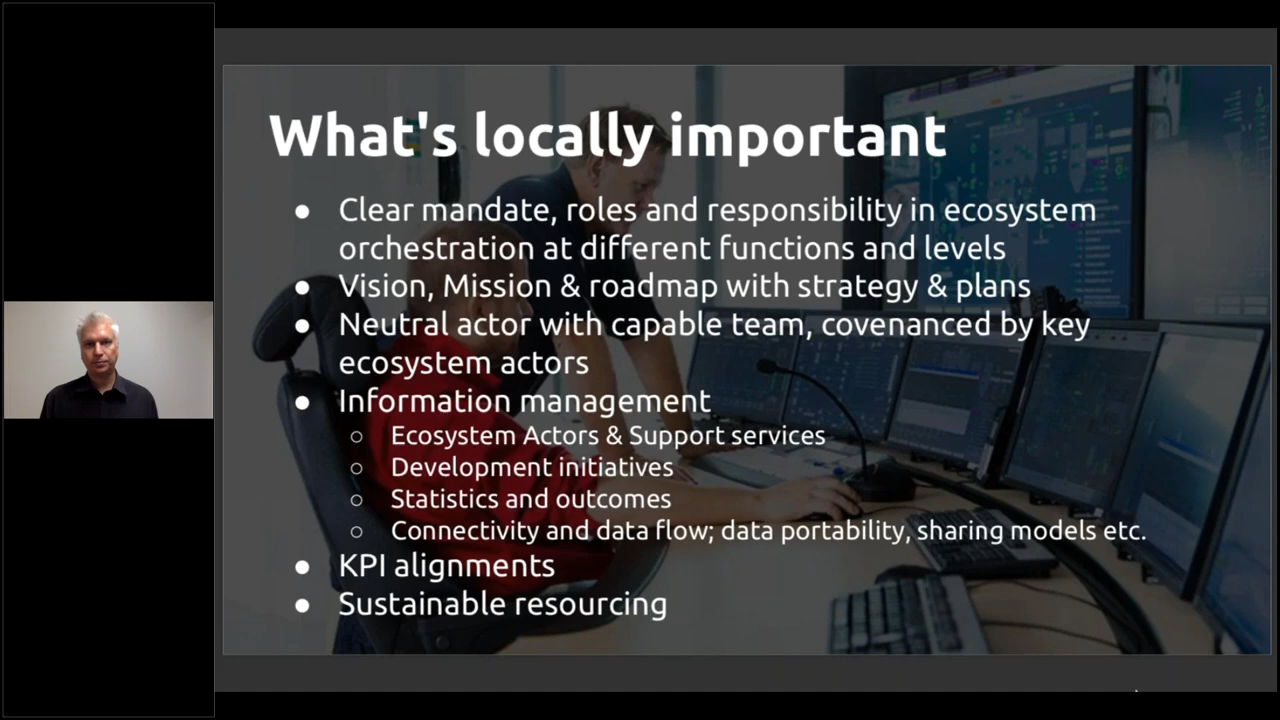 What's locally important
● Clear mandate, roles and responsibility in ecosystem
orchestration at different functions and levels
● Vision, Mission & roadmap with strategy & plans
● Neutral actor with capable team, covenanced by key
ecosystem actors
● Information management
○ Ecosystem Actors & Support services
○ Development initiatives
○ Statistics and outcomes
○ Connectivity and data flow; data portability, sharing models etc.
● KPI alignments
● Sustainable resourcing